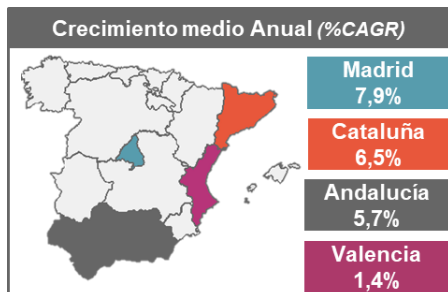 Crecimiento medio Anual (%CAGR)
Madrid
7,9%
Cataluña
6,5%
Andalucía
5,7%
Valencia
1,4%